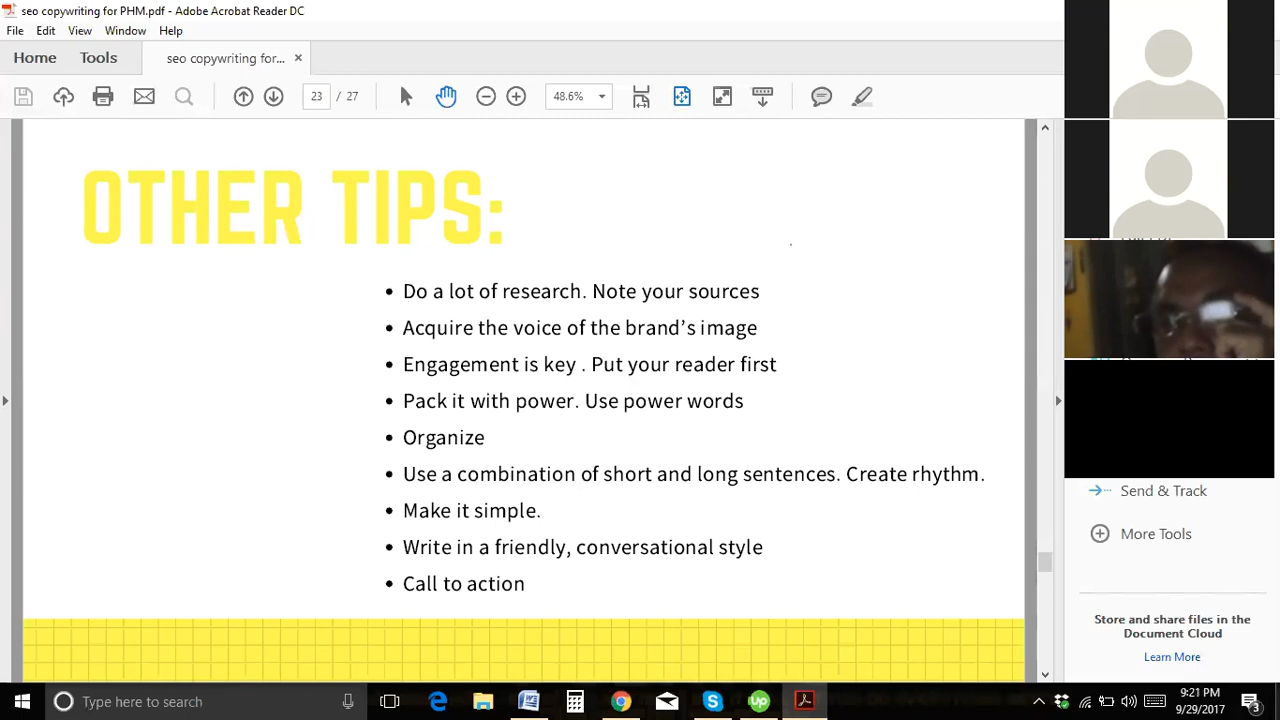 seo copywriting for PHM.pdf - Adobe Acrobat Reader DC
File Edit View Window Help
Home Tools seo copywriting for... ×
23 / 27 48.6%
OTHER TIPS:
• Do a lot of research. Note your sources
• Acquire the voice of the brand’s image
• Engagement is key . Put your reader first
• Pack it with power. Use power words
• Organize
• Use a combination of short and long sentences. Create rhythm.
• Make it simple.
• Write in a friendly, conversational style
• Call to action
Send & Track
More Tools
Store and share files in the
Document Cloud
Learn More
Type here to search
9:21 PM
9/29/2017